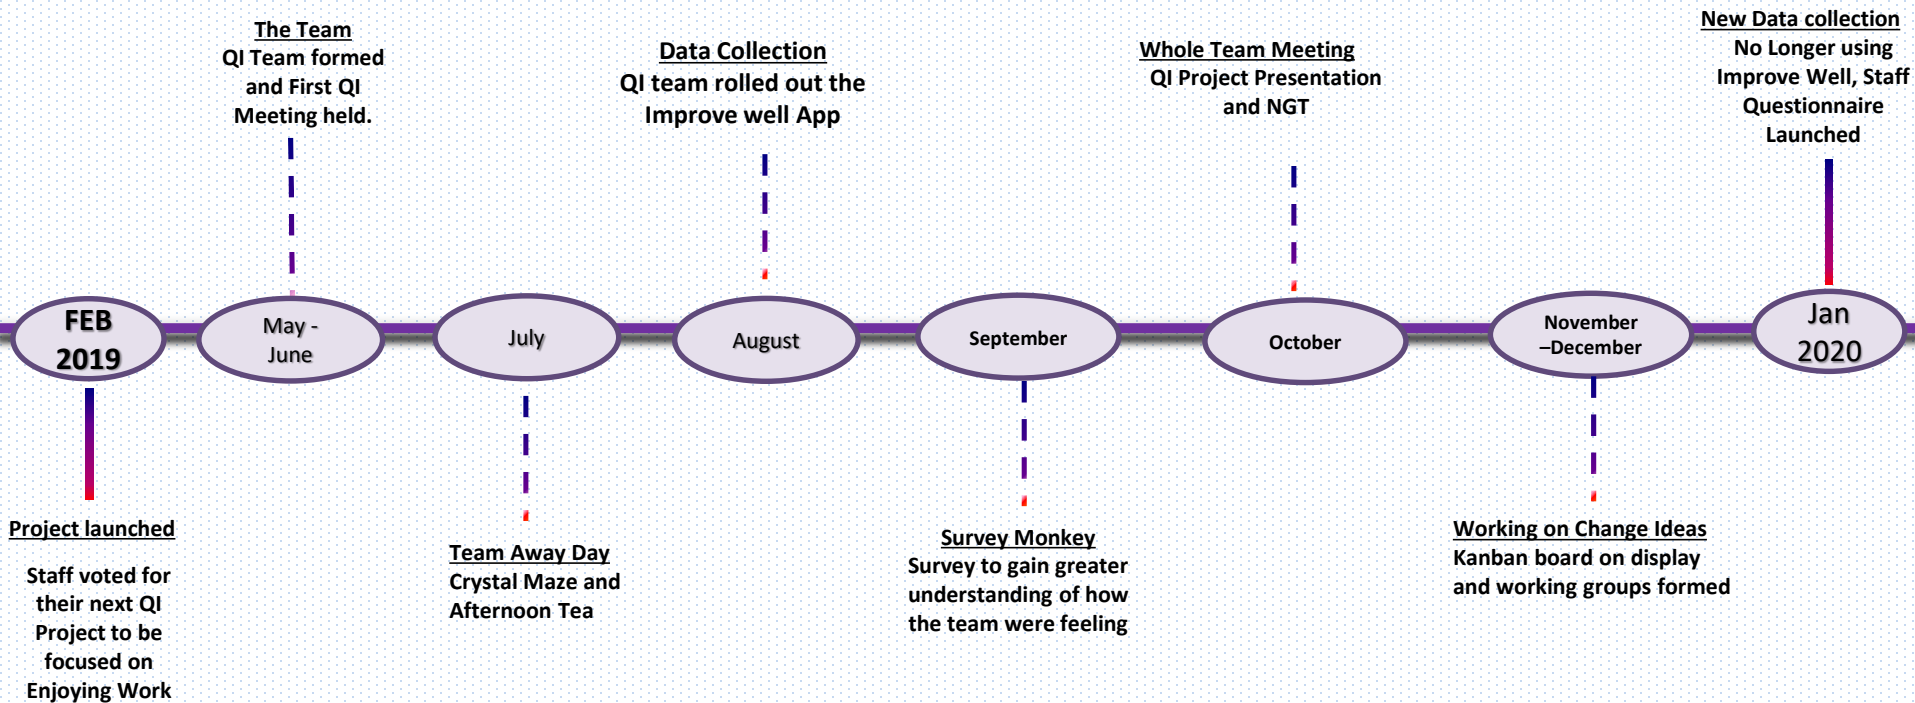 The Team
QI Team formed
and First QI
Meeting held.
Data Collection
QI team rolled out the
Improve well App
Whole Team Meeting
QI Project Presentation
and NGT
New Data collection
No Longer using
Improve Well, Staff
Questionnaire
Launched
FEB
2019
May -
June
July
August
September
October
November
–December
Jan
2020
Project launched
Staff voted for
their next QI
Project to be
focused on
Enjoying Work
Team Away Day
Crystal Maze and
Afternoon Tea
Survey Monkey
Survey to gain greater
understanding of how
the team were feeling
Working on Change Ideas
Kanban board on display
and working groups formed